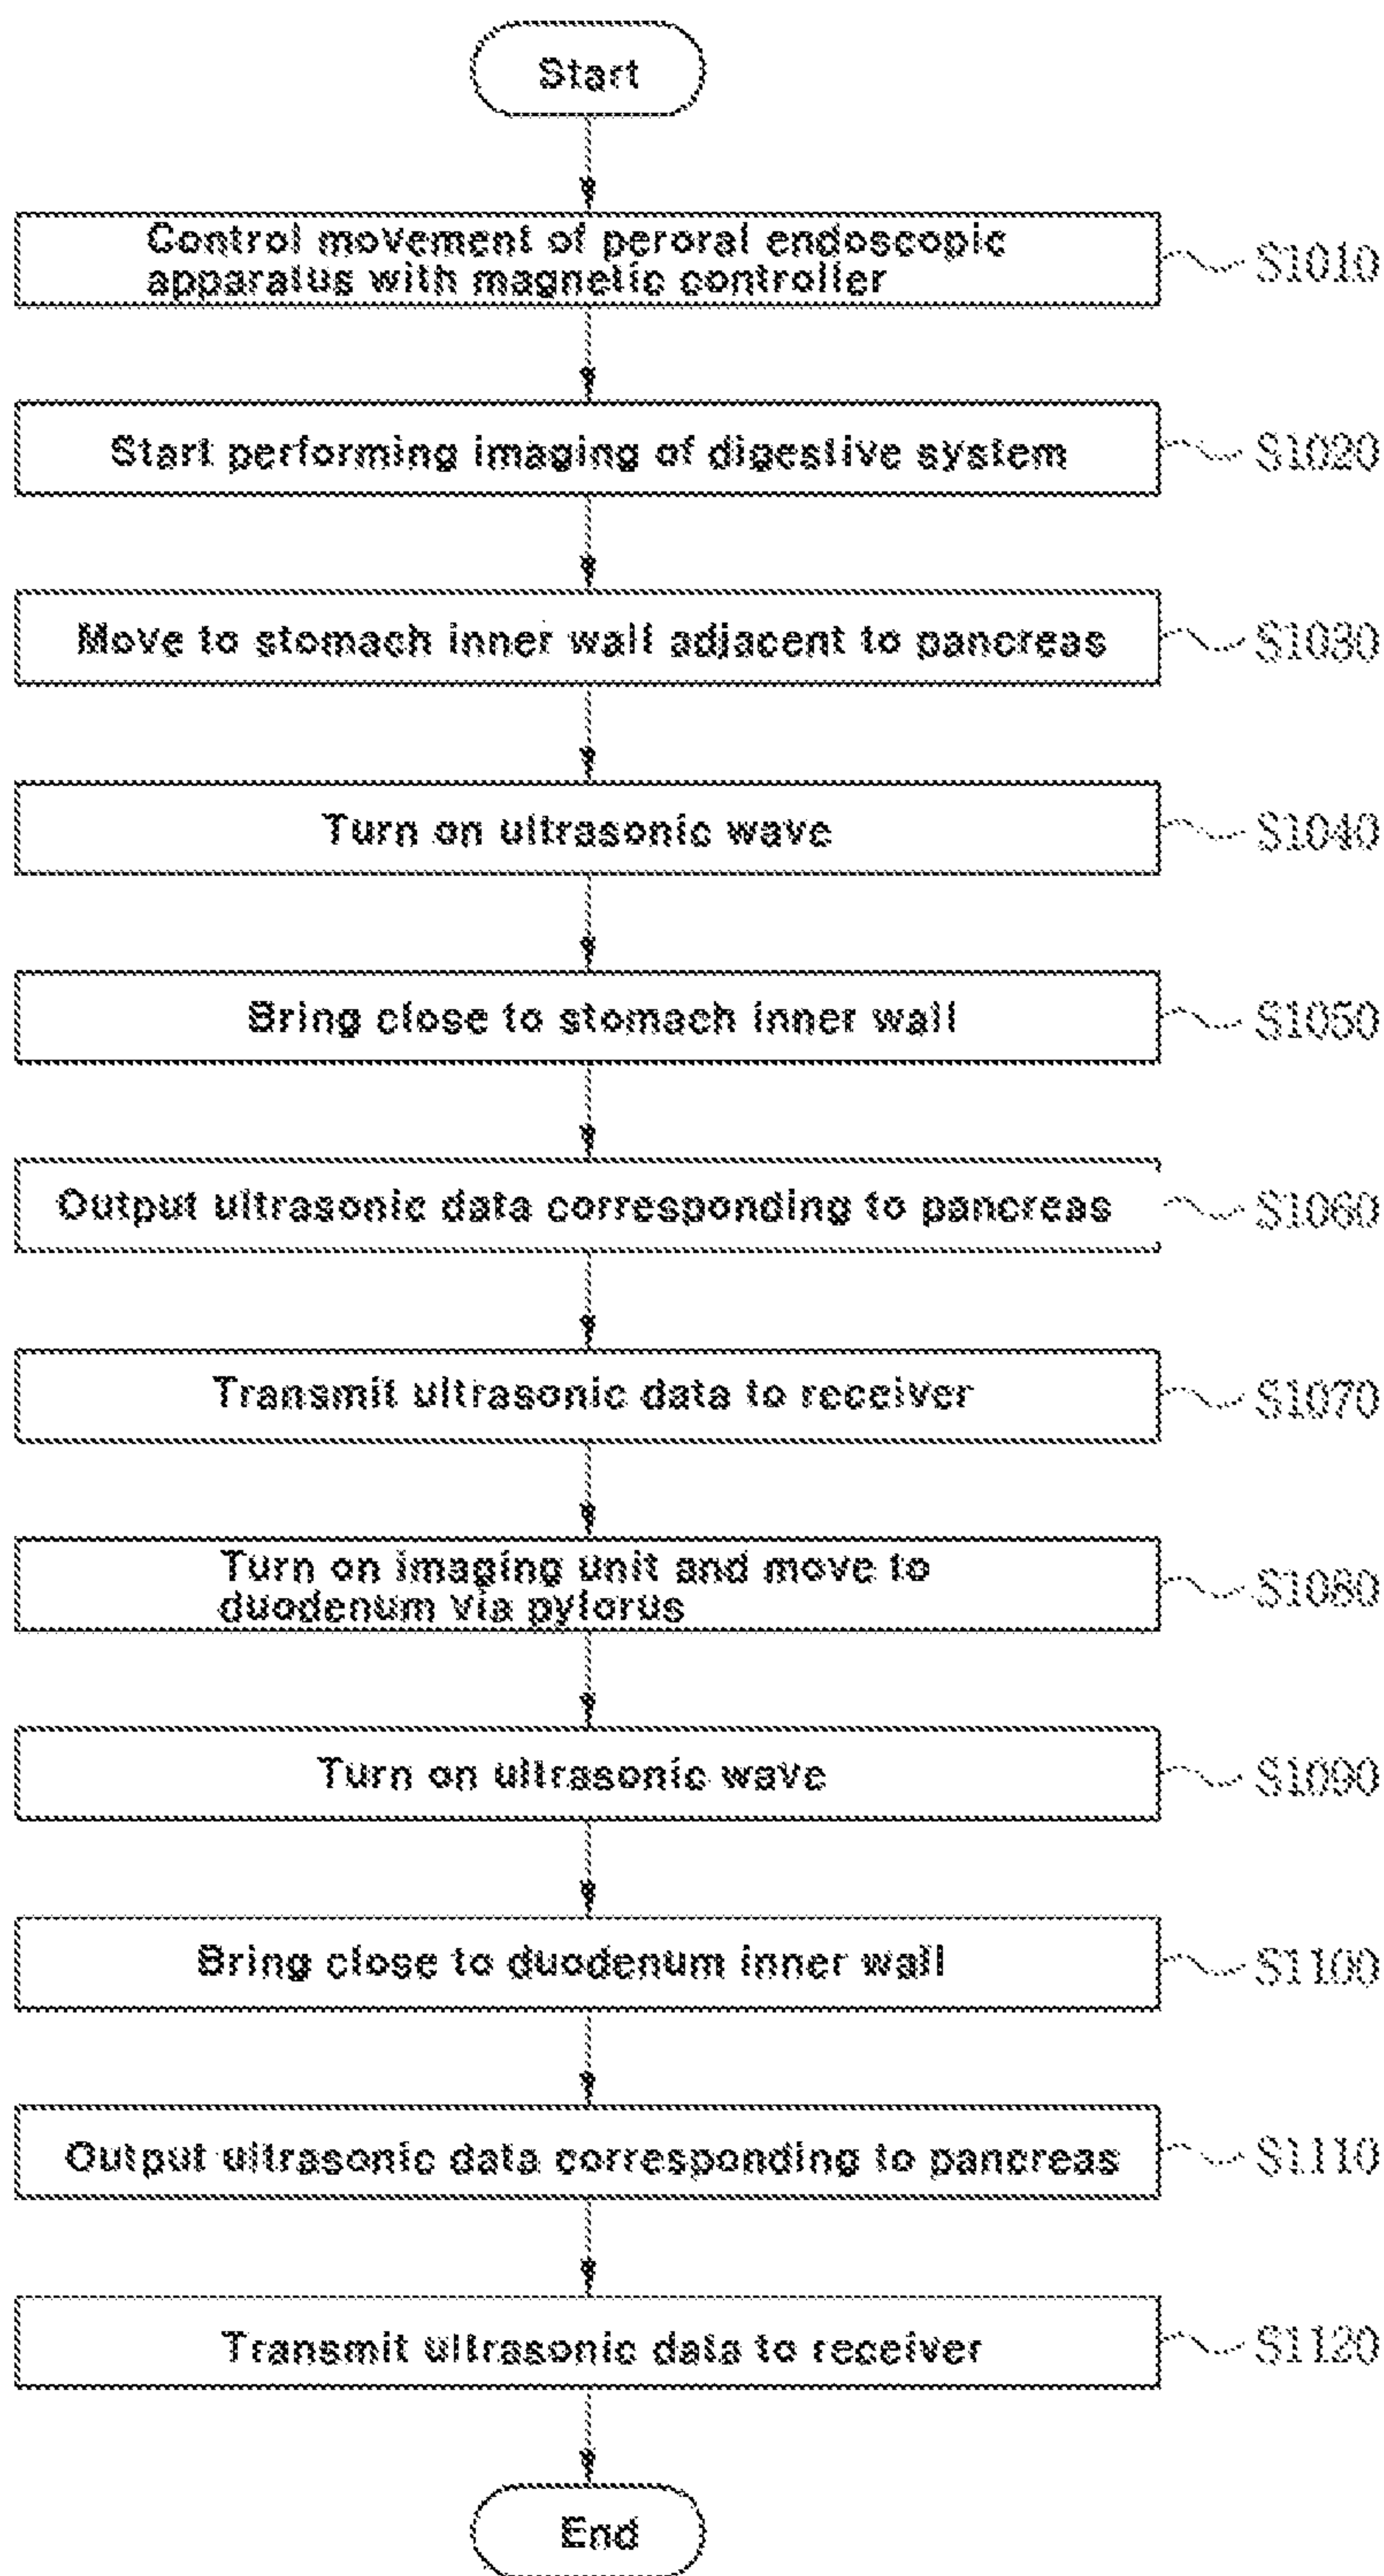 Start
Control movement of peroral endoscopic
apparatus with magnetic controller
S1010
Start performing imaging of digestive system
S1020
Move to stomach inner wall adjacent to pancreas
S1030
Turn on ultrasonic wave
S1040
Bring close to stomach inner wall
S1050
Output ultrasonic data corresponding to pancreas
S1060
Transmit ultrasonic data to receiver
S1070
Turn on imaging unit and move to
duodenum via pylorus
S1080
Turn on ultrasonic wave
S1090
Bring close to duodenum inner wall
S1100
Output ultrasonic data corresponding to pancreas
S1110
Transmit ultrasonic data to receiver
S1120
End